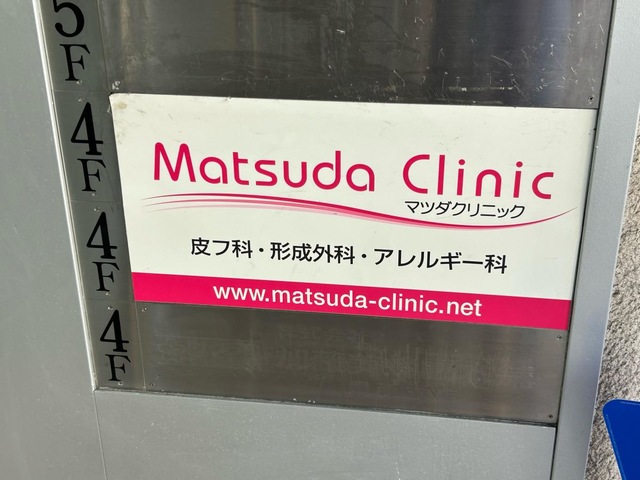 5F
4F
Matsuda Clinic
マツダクリニック
4F
皮フ科・形成外科・アレルギー科
www.matsuda-clinic.net
4F